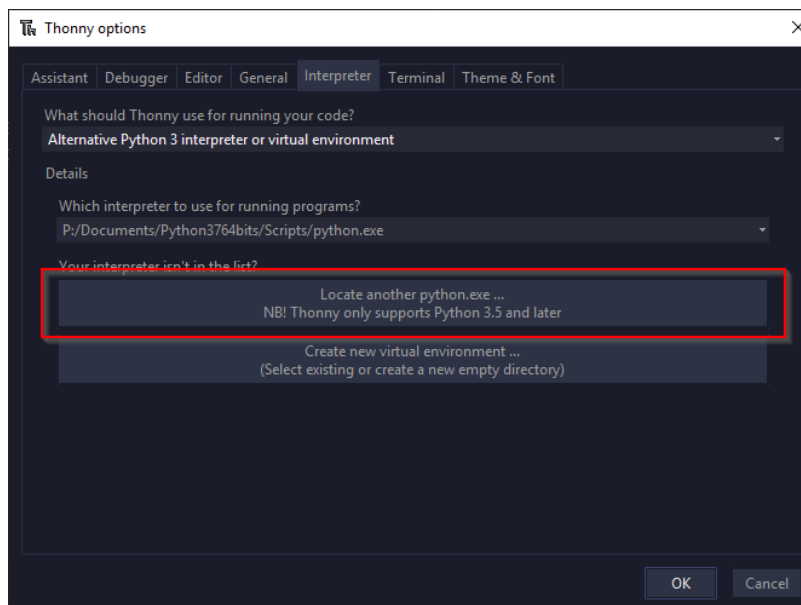 Thonny options
Assistant Debugger Editor General Interpreter Terminal Theme & Font
What should Thonny use for running your code?
Alternative Python 3 interpreter or virtual environment
Details
Which interpreter to use for running programs?
P:/Documents/Python3764bits/Scripts/python.exe
Your interpreter isn't in the list?
Locate another python.exe ...
NB! Thonny only supports Python 3.5 and later
Create new virtual environment ...
(Select existing or create a new empty directory)
OK Cancel